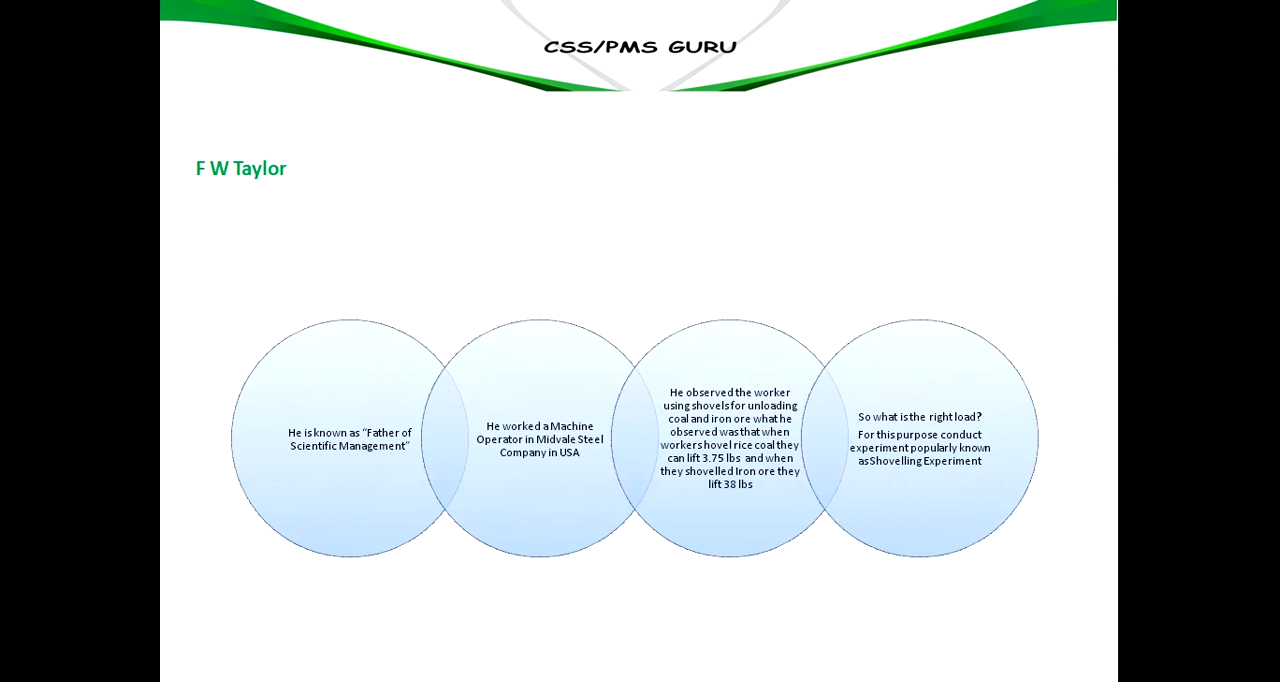 CSS/PMS GURU
F W Taylor
He is known as “Father of
Scientific Management”
He worked a Machine
Operator in Midvale Steel
Company in USA
He observed the worker
using shovels for unloading
coal and iron ore what he
observed was that when
workers hovel rice coal they
can lift 3.75 lbs and when
they shovelled Iron ore they
lift 38 lbs
So what is the right load?
For this purpose conduct
experiment popularly known
as Shovelling Experiment